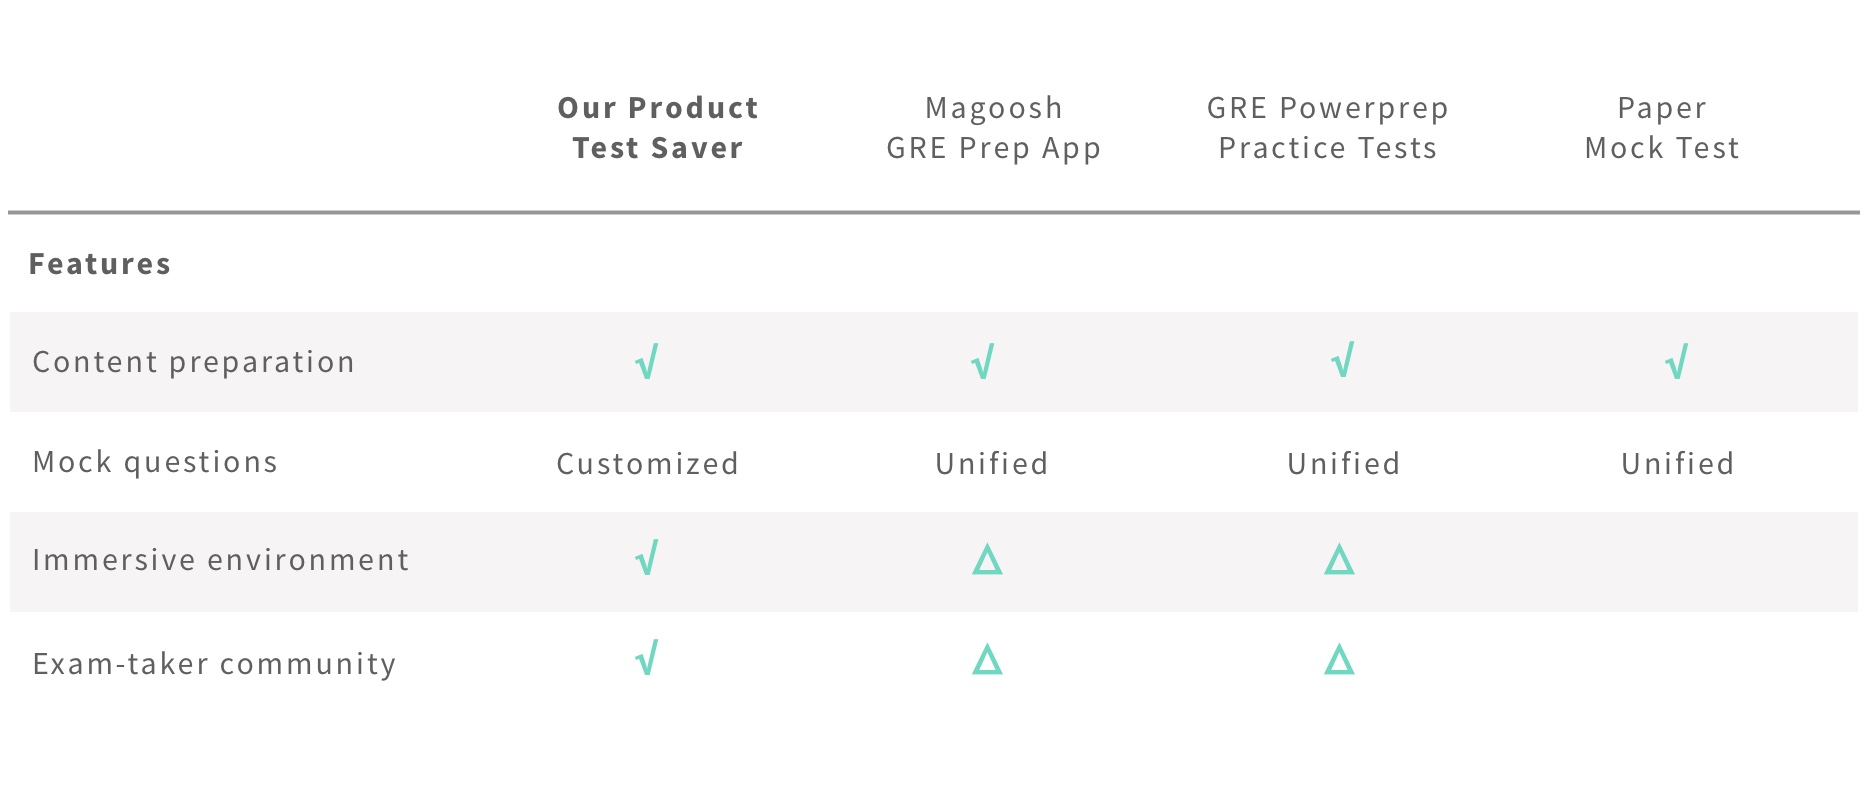 Our Product Magoosh GRE Powerprep Paper
Test Saver GRE Prep App Practice Tests Mock Test
Features
Content preparation √ √ √ √
Mock questions Customized Unified Unified Unified
Immersive environment √ Δ Δ
Exam-taker community √ Δ Δ